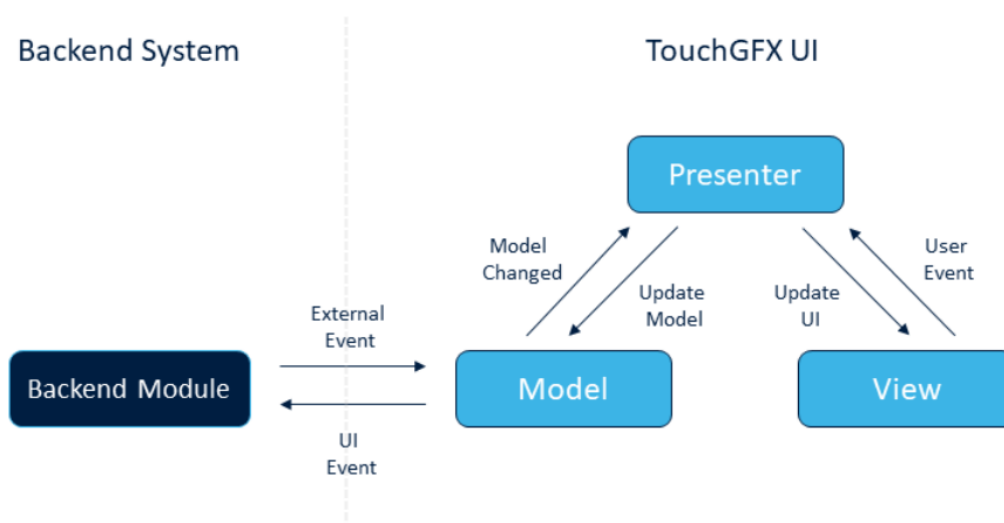 Backend System
TouchGFX UI
Presenter
Model
Changed
User
Event
Update
Model
Update
UI
External
Event
Backend Module
Model
View
UI
Event